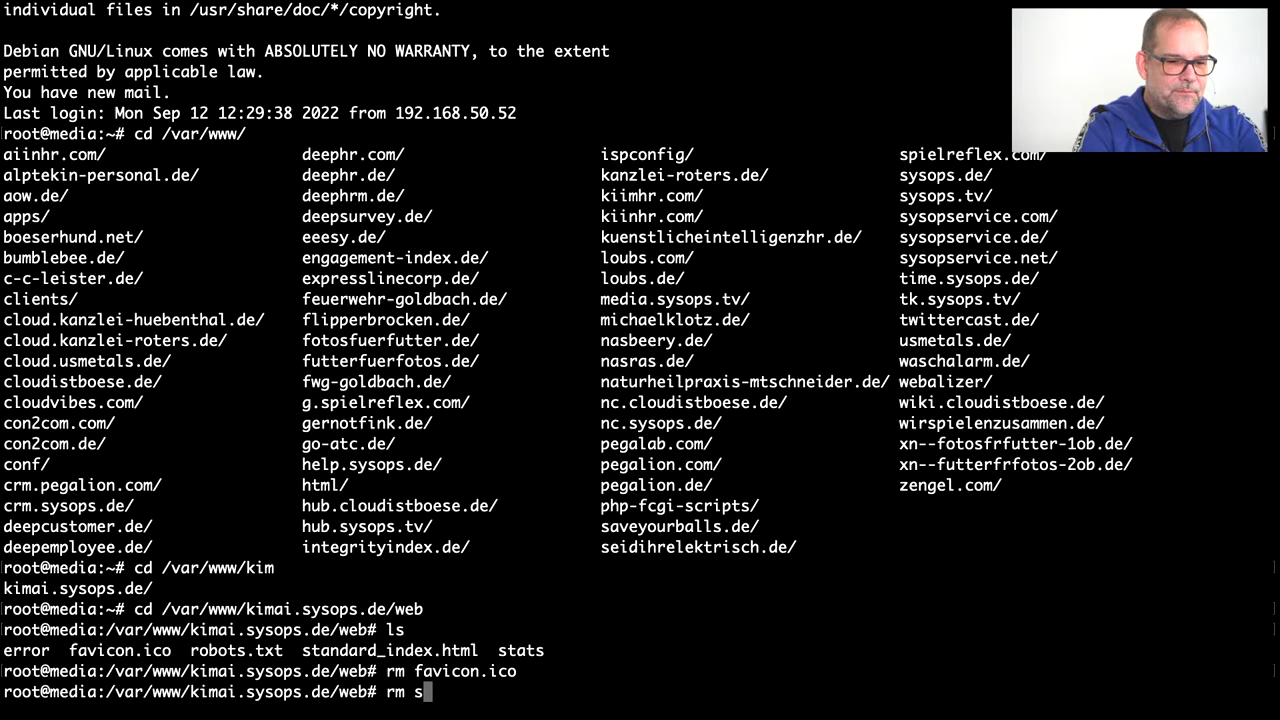 individual files in /usr/share/doc/*/copyright.
Debian GNU/Linux comes with ABSOLUTELY NO WARRANTY, to the extent
permitted by applicable law.
You have new mail.
Last login: Mon Sep 12 12:29:38 2022 from 192.168.50.52
root@media:~# cd /var/www/
aiinhr.com/ deephr.com/ ispconfig/ spielreflex.com/
alptekin-personal.de/ deephr.de/ kanzlei-roters.de/ sysops.de/
aow.de/ deephrm.de/ kiimhr.com/ sysops.tv/
apps/ deepsurvey.de/ kiinhr.com/ sysopservice.com/
boeserhund.net/ eeesy.de/ kuenstlicheintelligenzhr.de/ sysopservice.de/
bumblebee.de/ engagement-index.de/ loubs.com/ sysopservice.net/
c-c-leister.de/ expresslinecorp.de/ loubs.de/ time.sysops.de/
clients/ feuerwehr-goldbach.de/ media.sysops.tv/ tk.sysops.tv/
cloud.kanzlei-huebenthal.de/ flipperbrocken.de/ michaelklotz.de/ twittercast.de/
cloud.kanzlei-roters.de/ fotosfuerfutter.de/ nasbeery.de/ usmetals.de/
cloud.usmetals.de/ futterfuerfotos.de/ nasras.de/ waschalarm.de/
cloudistboese.de/ fwg-goldbach.de/ naturheilpraxis-mtschneider.de/ webalizer/
cloudvibes.com/ g.spielreflex.com/ nc.cloudistboese.de/ wiki.cloudistboese.de/
con2com.com/ gernotfink.de/ nc.sysops.de/ wirspielenzusammen.de/
con2com.de/ go-atc.de/ pegalab.com/ xn--fotosfrfutter-1ob.de/
conf/ help.sysops.de/ pegalion.com/ xn--futterfrfotos-2ob.de/
crm.pegalion.com/ html/ pegalion.de/ zengel.com/
crm.sysops.de/ hub.cloudistboese.de/ php-fcgi-scripts/
deepcustomer.de/ hub.sysops.tv/ saveyourballs.de/
deepemployee.de/ integrityindex.de/ seidihrelektrisch.de/
root@media:~# cd /var/www/kim
kimai.sysops.de/
root@media:~# cd /var/www/kimai.sysops.de/web
root@media:/var/www/kimai.sysops.de/web# ls
error favicon.ico robots.txt standard_index.html stats
root@media:/var/www/kimai.sysops.de/web# rm favicon.ico
root@media:/var/www/kimai.sysops.de/web# rm s